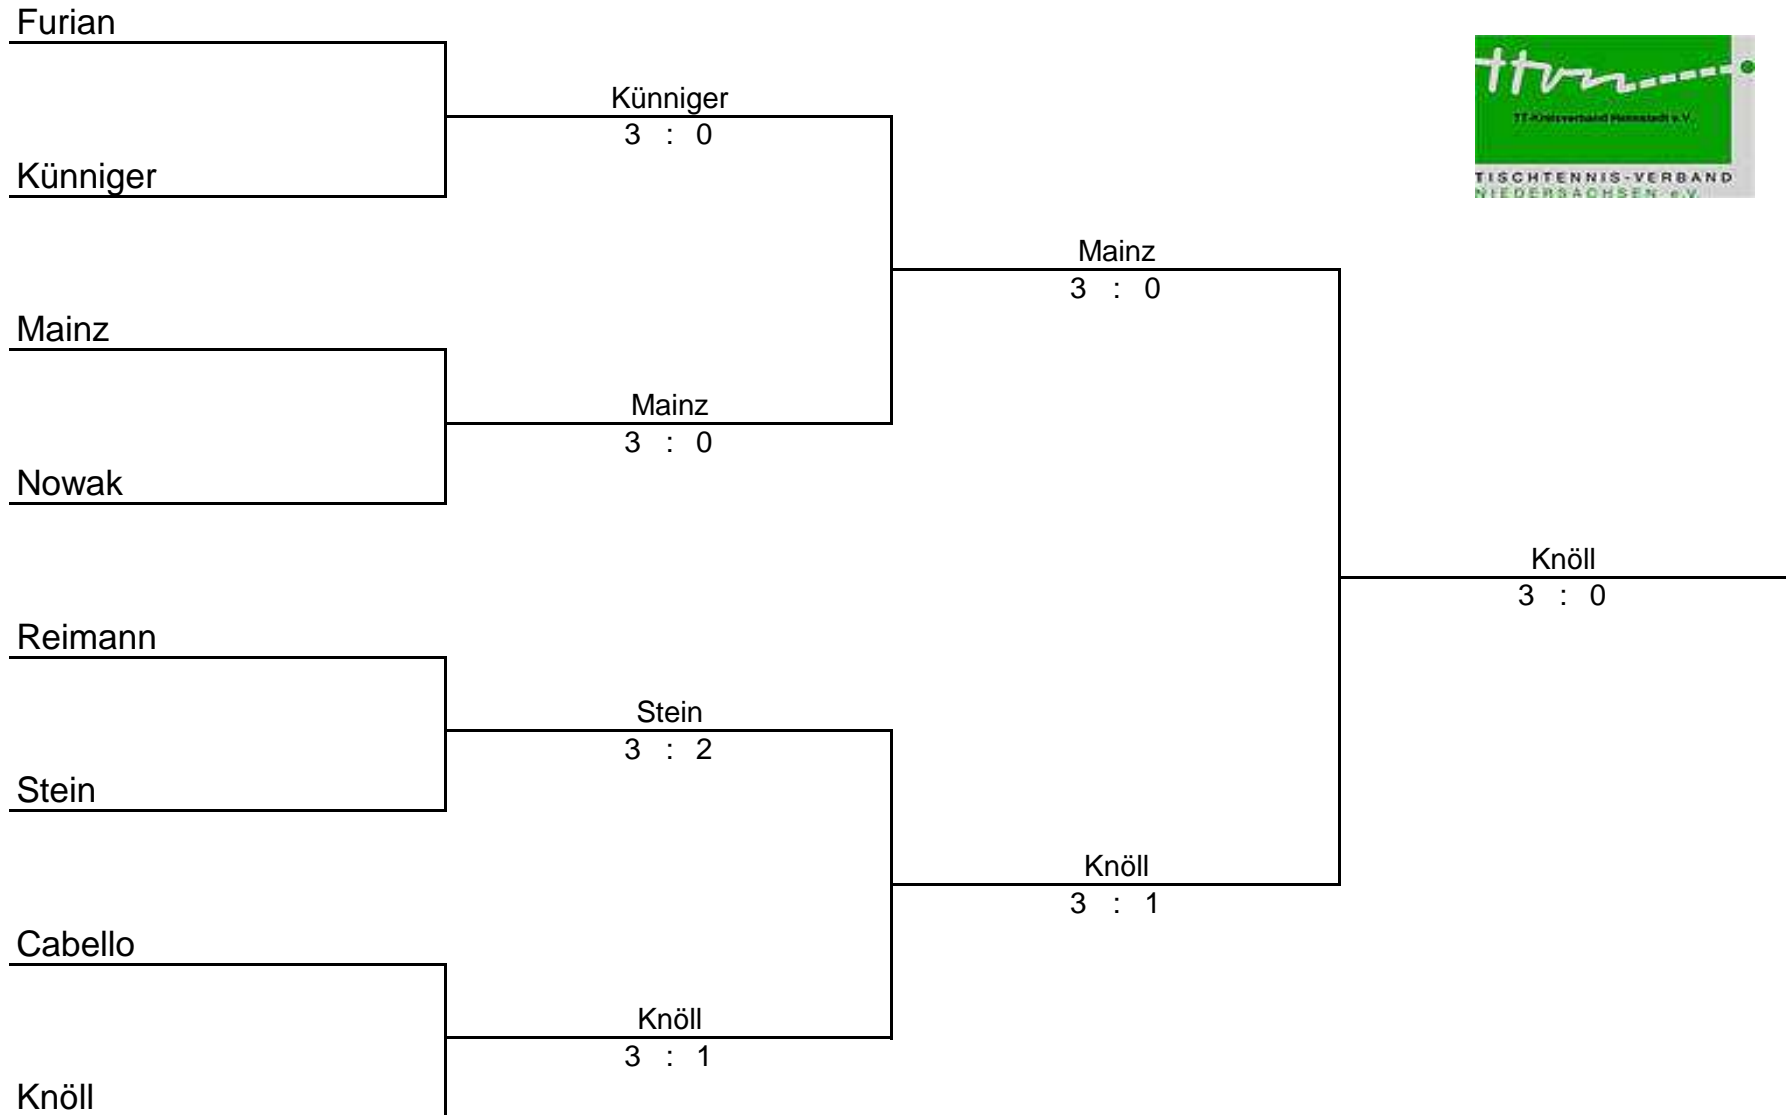 Furian
Künniger
3 : 0
Künniger
Mainz
3 : 0
Mainz
Mainz
3 : 0
Nowak
Knöll
3 : 0
Reimann
Stein
3 : 2
Stein
Knöll
3 : 1
Cabello
Knöll
3 : 1
Knöll
ttvn
TISCHTENNIS-VERBAND
NIEDERSACHSEN e.V.